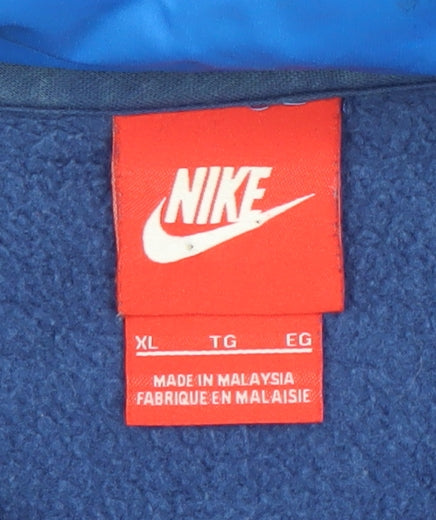 NIKE
XL TG EG
MADE IN MALAYSIA
FABRIQUE EN MALAISIE